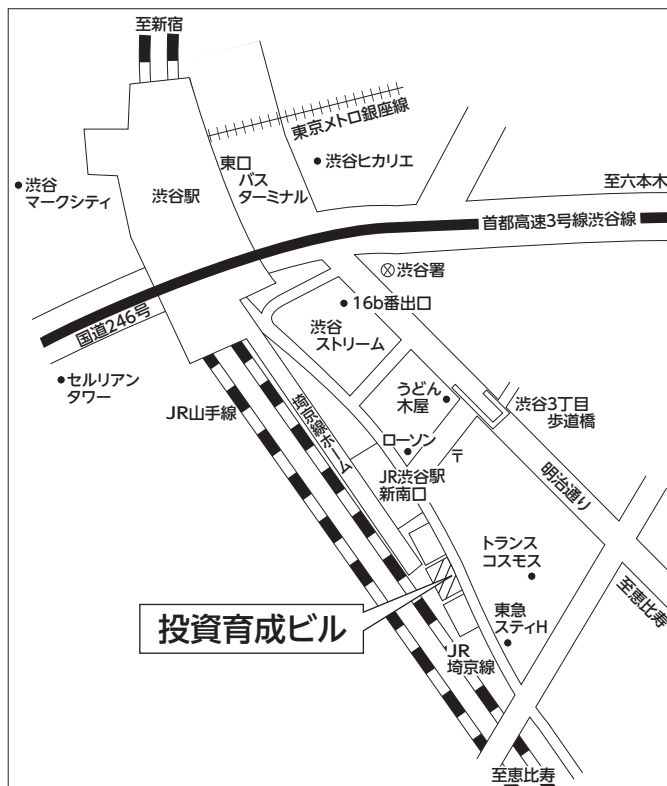 至新宿
東京メトロ銀座線
東口
バス
ターミナル
渋谷ヒカリエ
渋谷
マークシティ
渋谷駅
至六本木
首都高速3号線渋谷線
渋谷署
16b番出口
国道246号
渋谷
ストリーム
セルリアン
タワー
JR山手線
埼京線ホーム
うどん
木屋
渋谷3丁目
歩道橋
ローソン
〒
JR渋谷駅
新南口
明治通り
トランス
コスモス
至恵比寿
投資育成ビル
東急
スティH
JR
埼京線
至恵比寿